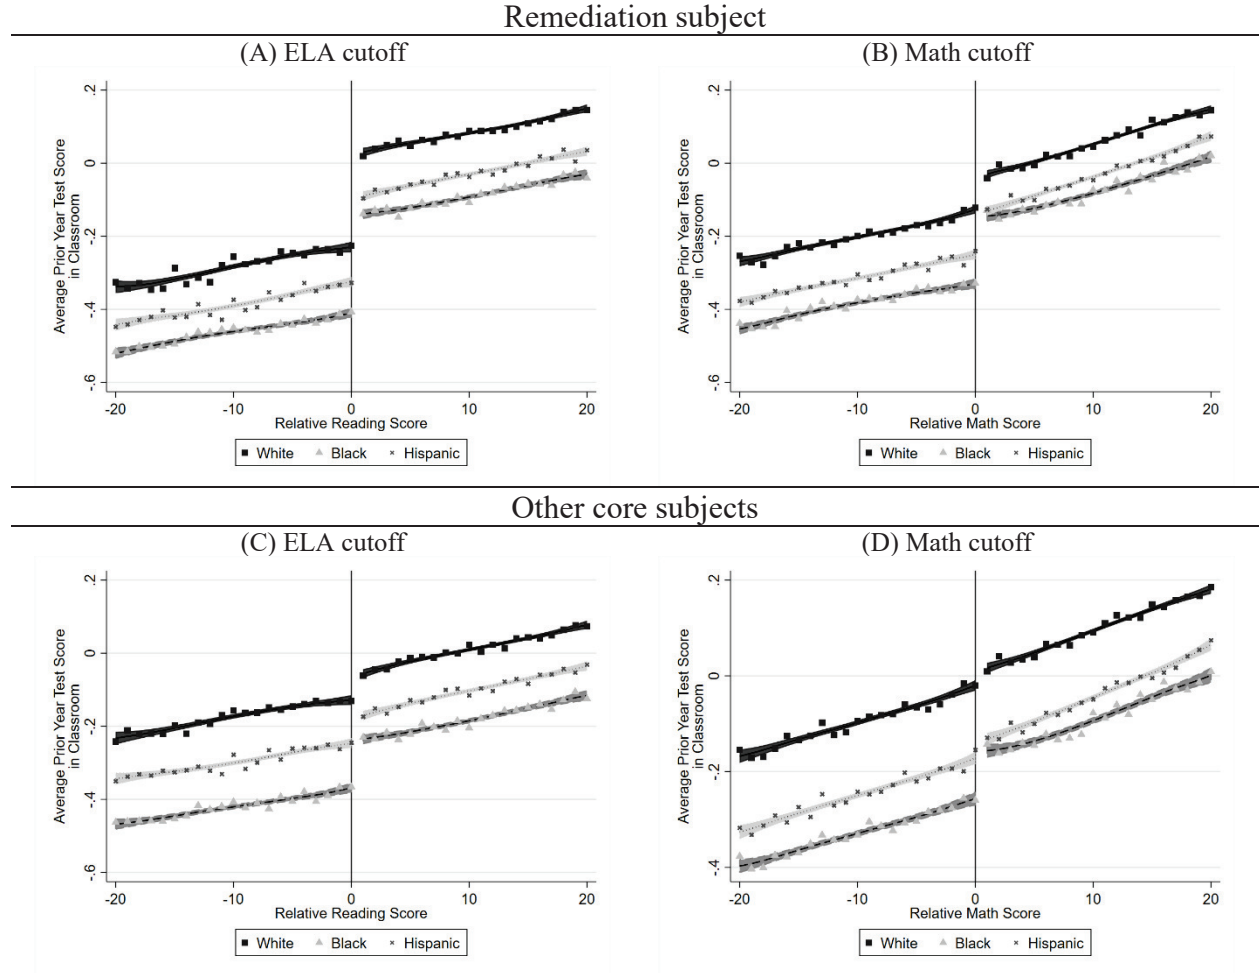 Remediation subject
(A) ELA cutoff
(B) Math cutoff
Average Prior Year Test Score
in Classroom
.2
0
-.2
-.4
-.6
-20
-10
0
10
20
Relative Reading Score
White
Black
Hispanic
Average Prior Year Test Score
in Classroom
.2
0
-.2
-.4
-.6
-20
-10
0
10
20
Relative Math Score
White
Black
Hispanic
Other core subjects
(C) ELA cutoff
(D) Math cutoff
Average Prior Year Test Score
in Classroom
.2
0
-.2
-.4
-.6
-20
-10
0
10
20
Relative Reading Score
White
Black
Hispanic
Average Prior Year Test Score
in Classroom
.2
0
-.2
-.4
-20
-10
0
10
20
Relative Math Score
White
Black
Hispanic